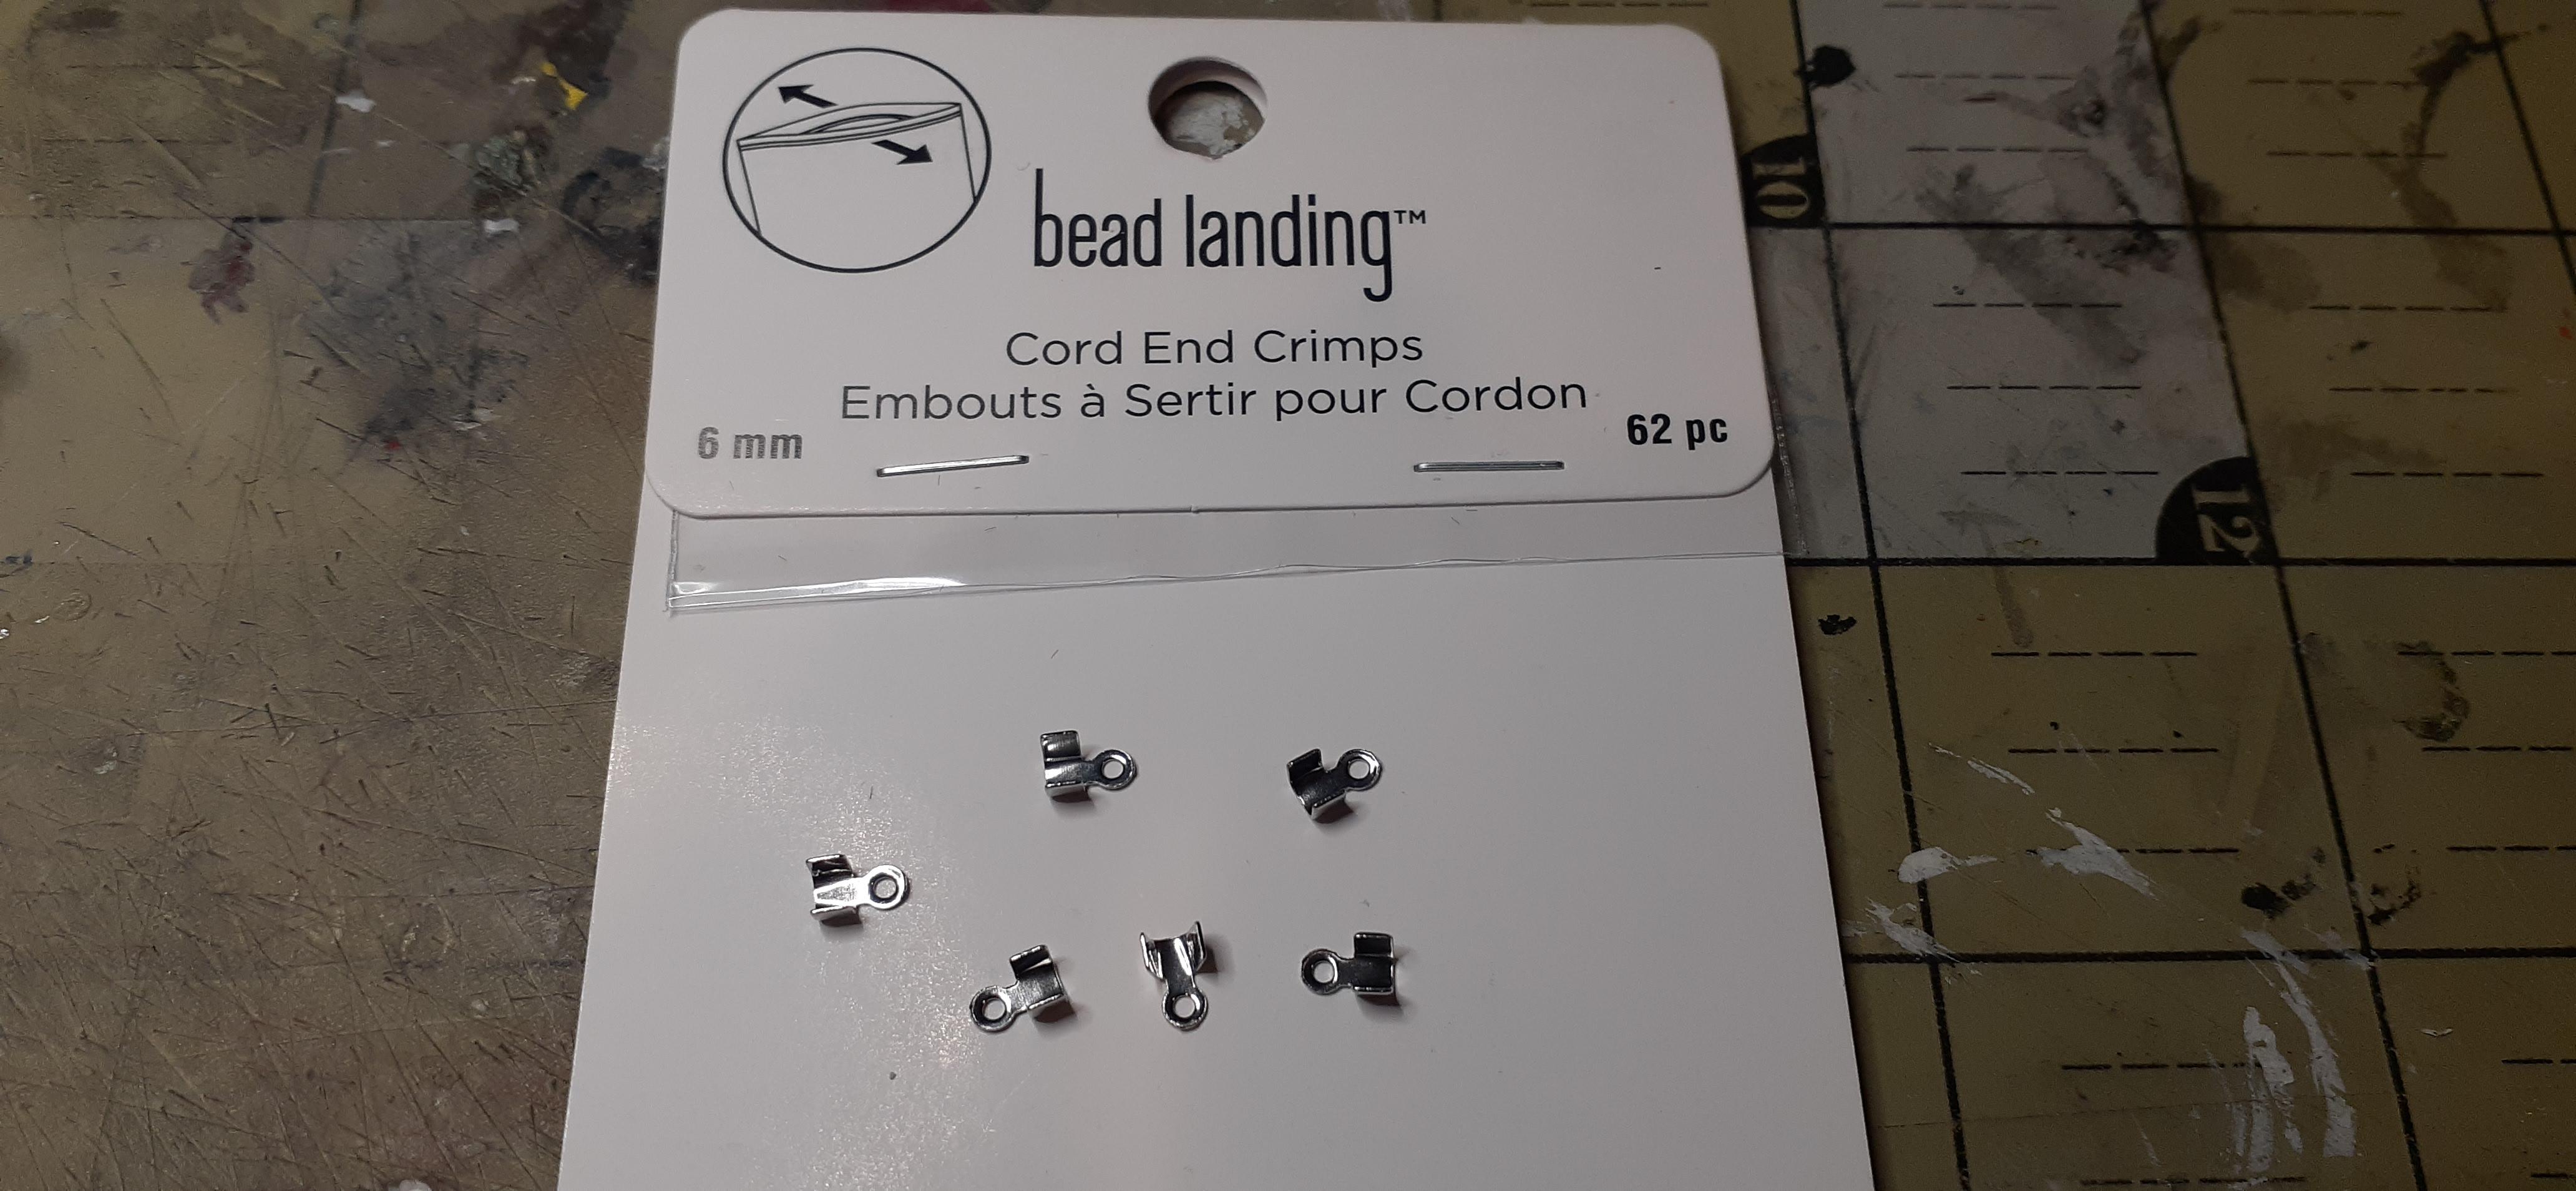 bead landing™
Cord End Crimps
Embouts à Sertir pour Cordon
6 mm
62 pc
10
12